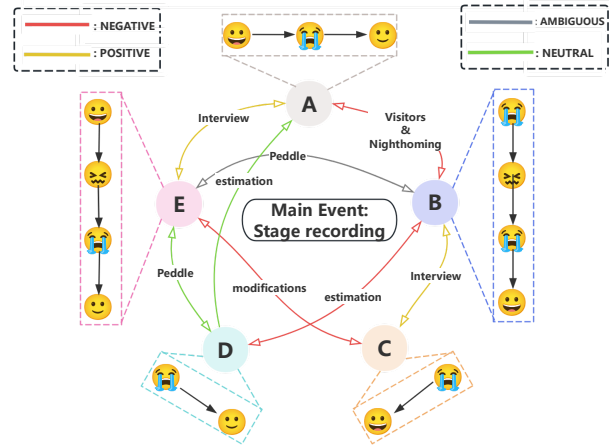 : NEGATIVE
: POSITIVE
: AMBIGUOUS
: NEUTRAL
A
Interview
Visitors
&
Nighthoming
Peddle
estimation
E
B
Main Event:
Stage recording
Peddle
modifications
estimation
Interview
D
C